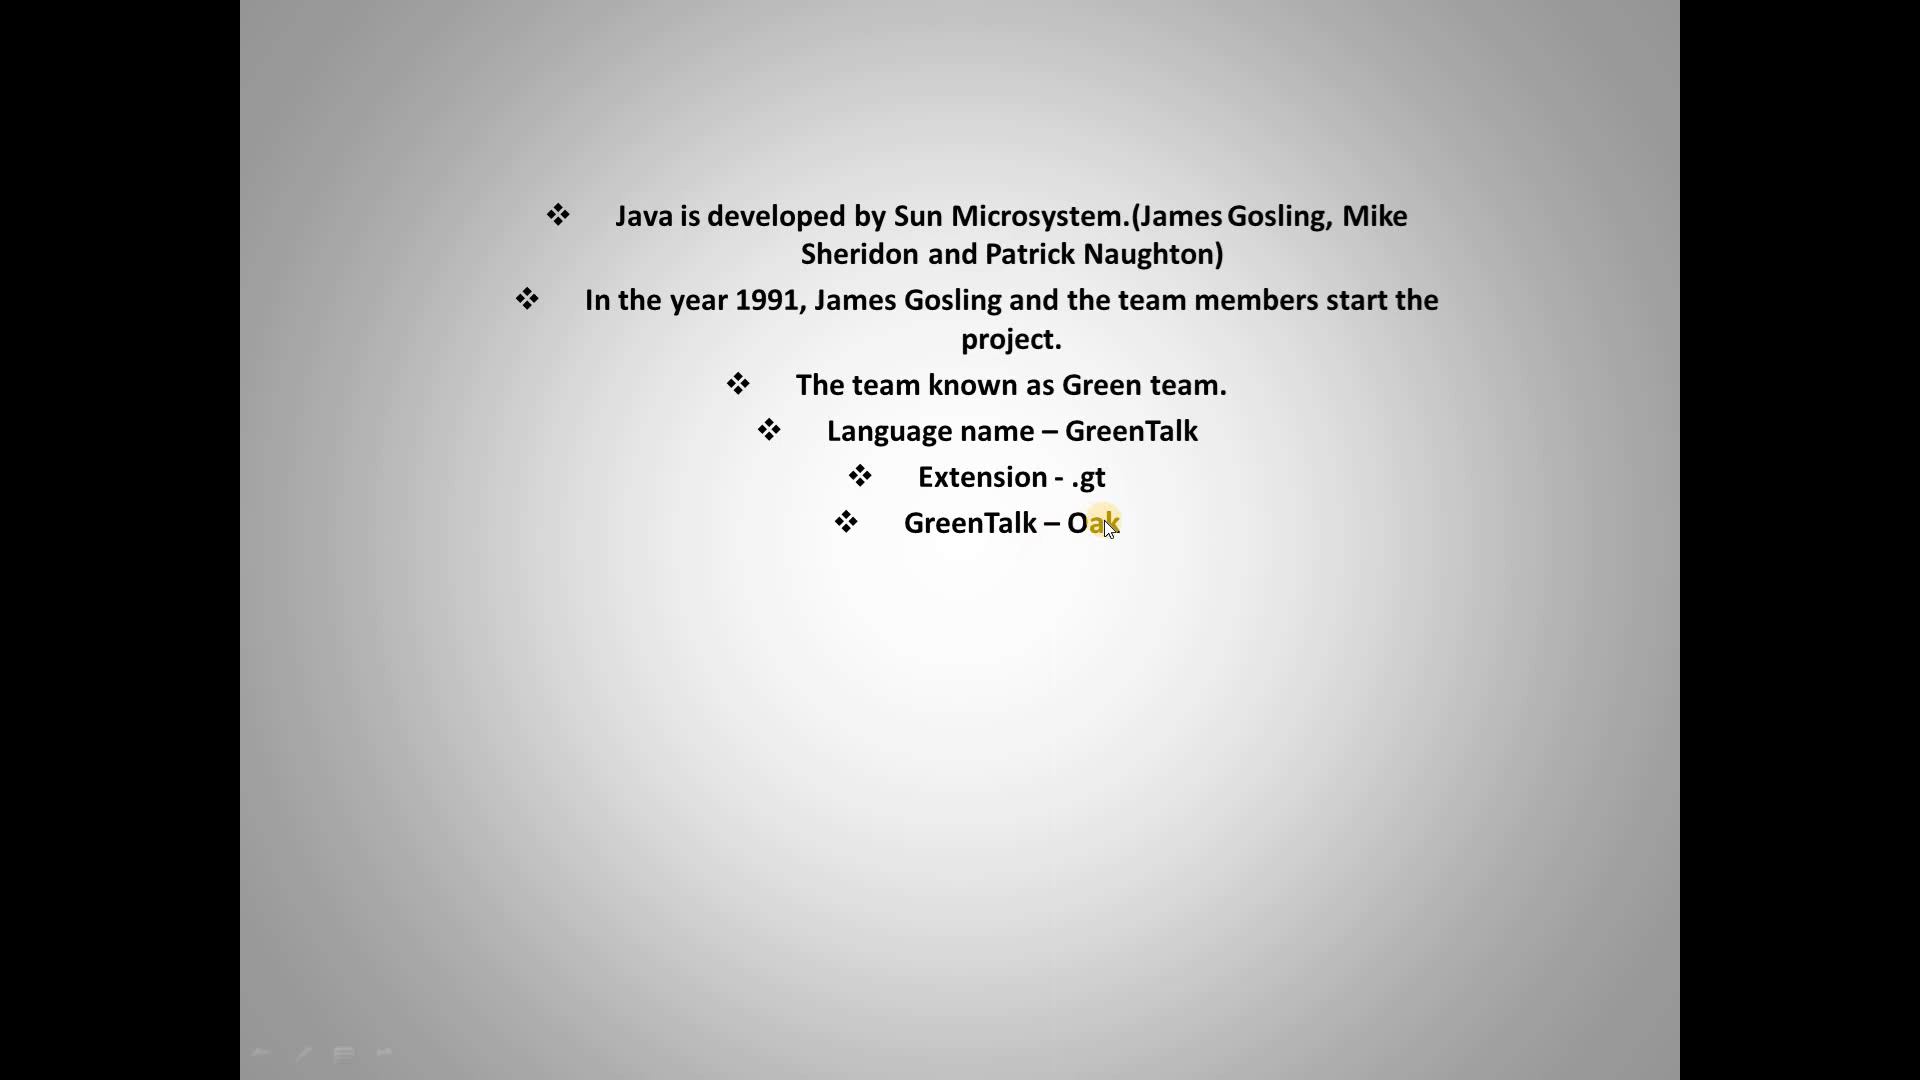 ❖ Java is developed by Sun Microsystem.(James Gosling, Mike
Sheridon and Patrick Naughton)
❖ In the year 1991, James Gosling and the team members start the
project.
❖ The team known as Green team.
❖ Language name – GreenTalk
❖ Extension - .gt
❖ GreenTalk – Oak